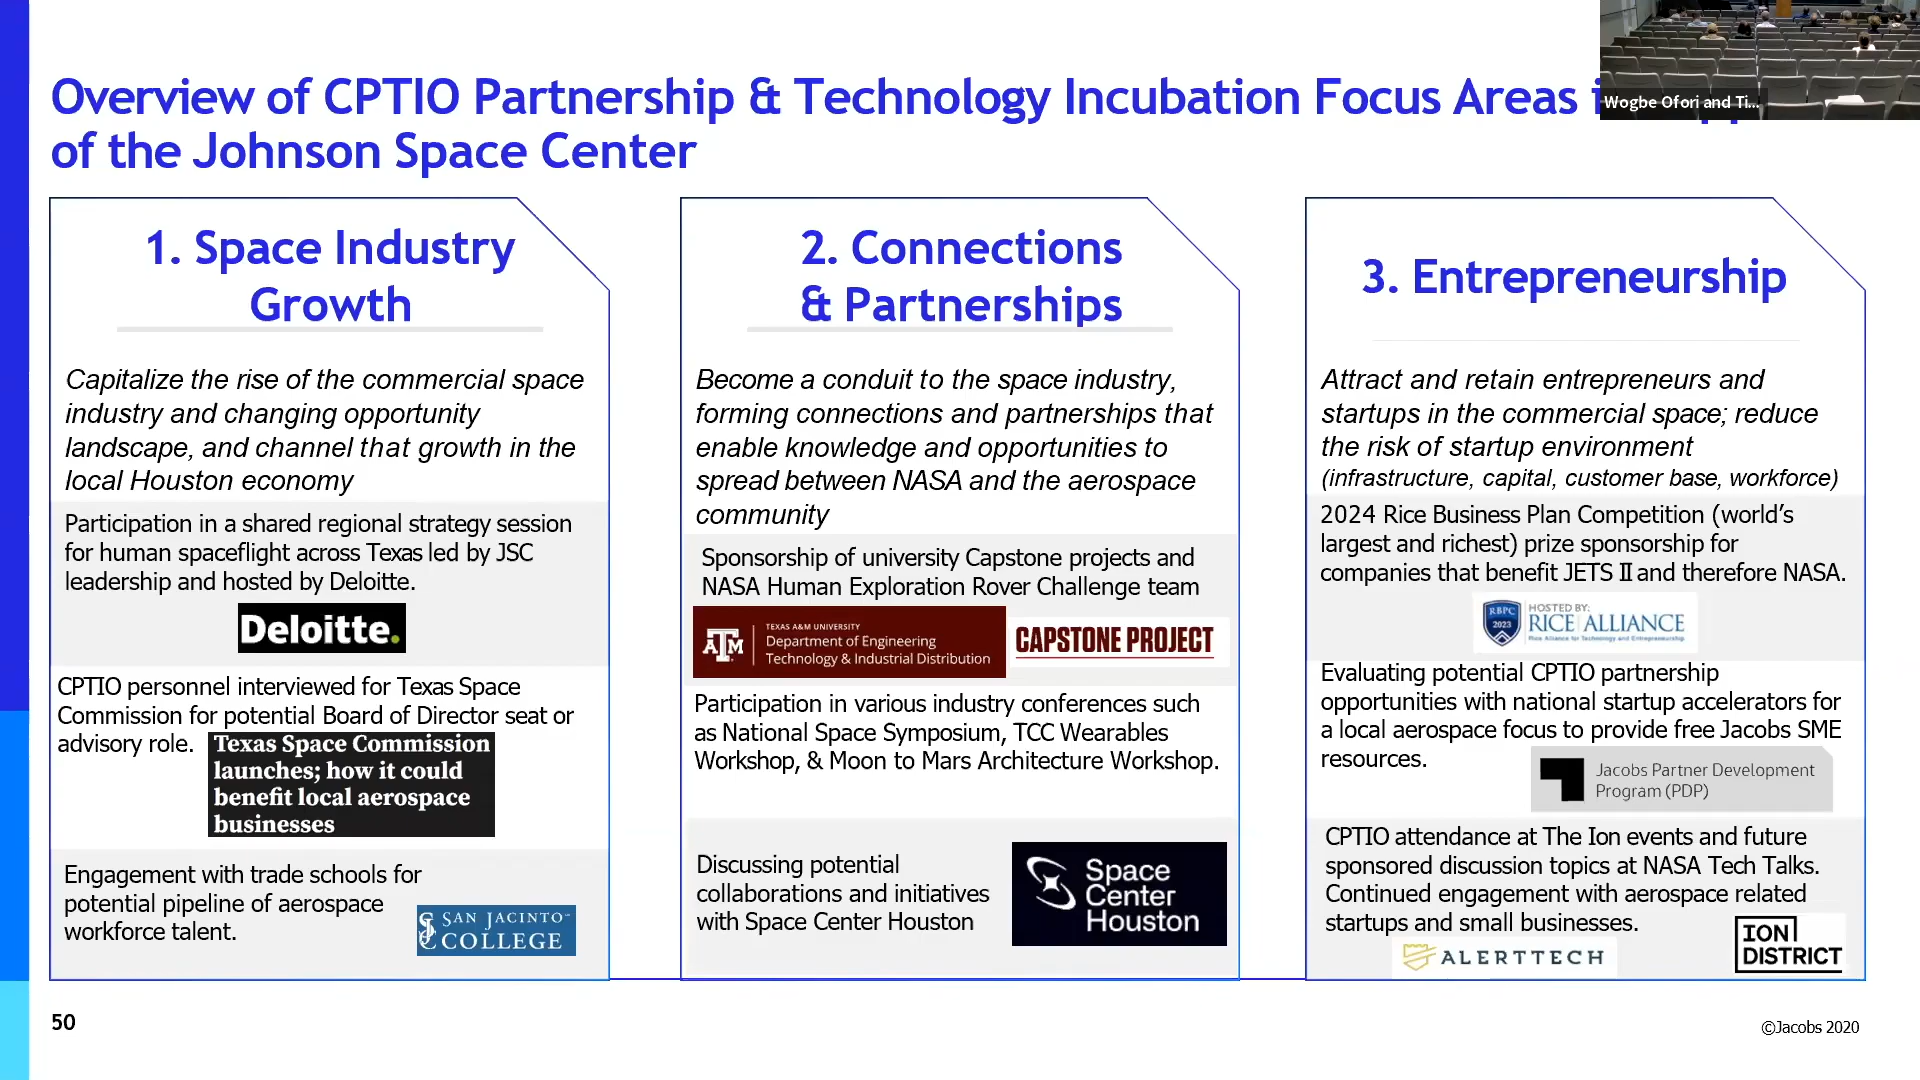 Overview of CPTIO Partnership & Technology Incubation Focus Areas
of the Johnson Space Center
Wogbe Ofori and Ti...
1. Space Industry
Growth
Capitalize the rise of the commercial space
industry and changing opportunity
landscape, and channel that growth in the
local Houston economy
Participation in a shared regional strategy session
for human spaceflight across Texas led by JSC
leadership and hosted by Deloitte.
Deloitte.
CPTIO personnel interviewed for Texas Space
Commission for potential Board of Director seat or
advisory role.
Texas Space Commission
launches; how it could
benefit local aerospace
businesses
Engagement with trade schools for
potential pipeline of aerospace
workforce talent.
SJC
SAN JACINTO™
COLLEGE
2. Connections
& Partnerships
Become a conduit to the space industry,
forming connections and partnerships that
enable knowledge and opportunities to
spread between NASA and the aerospace
community
Sponsorship of university Capstone projects and
NASA Human Exploration Rover Challenge team
ATM
TEXAS A&M UNIVERSITY
Department of Engineering
Technology & Industrial Distribution
CAPSTONE PROJECT
Participation in various industry conferences such
as National Space Symposium, TCC Wearables
Workshop, & Moon to Mars Architecture Workshop.
Discussing potential
collaborations and initiatives
with Space Center Houston
Space
Center
Houston
3. Entrepreneurship
Attract and retain entrepreneurs and
startups in the commercial space; reduce
the risk of startup environment
(infrastructure, capital, customer base, workforce)
2024 Rice Business Plan Competition (world's
largest and richest) prize sponsorship for
companies that benefit JETS II and therefore NASA.
RBPC
2023
HOSTED BY:
RICE ALLIANCE
Rice Alliance for Technology and Entrepreneurship
Evaluating potential CPTIO partnership
opportunities with national startup accelerators for
a local aerospace focus to provide free Jacobs SME
resources.
Jacobs Partner Development
Program (PDP)
CPTIO attendance at The Ion events and future
sponsored discussion topics at NASA Tech Talks.
Continued engagement with aerospace related
startups and small businesses.
ALERTTECH
ION
DISTRICT
50
©Jacobs 2020